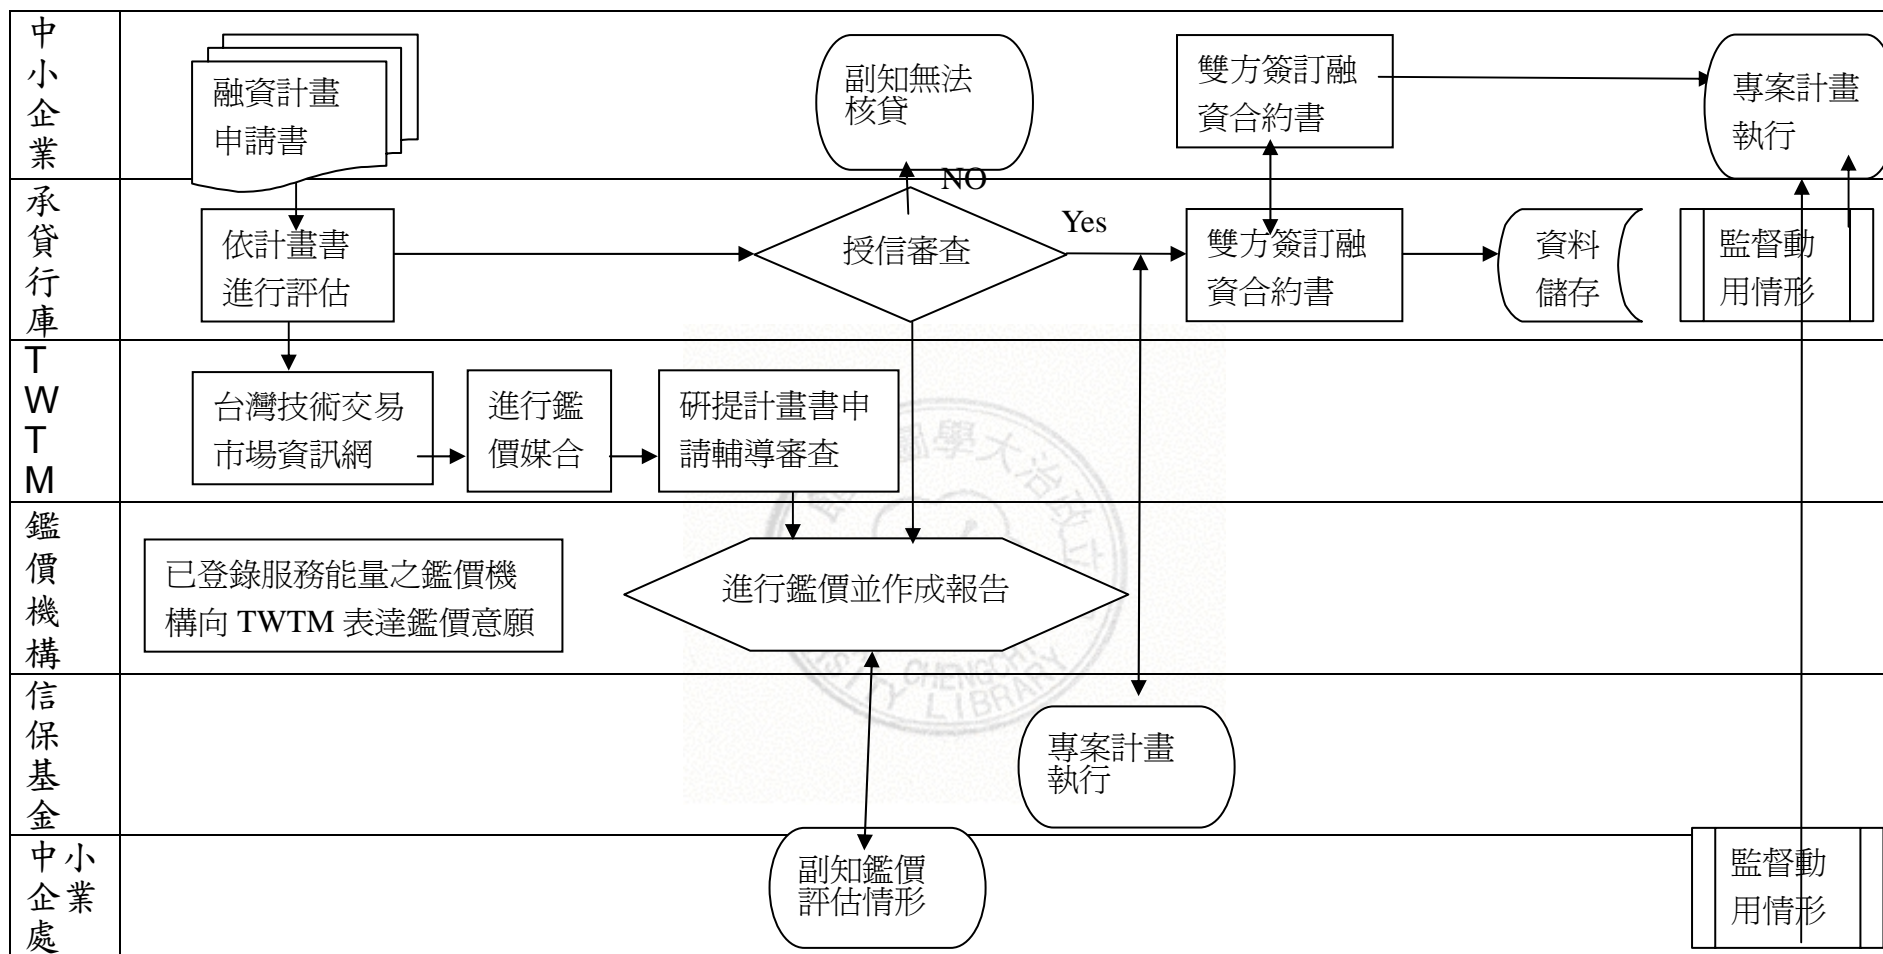 中小企業
融資計畫
申請書
副知無法
核貸
雙方簽訂融
資合約書
專案計畫
執行
承貸行庫
依計畫書
進行評估
授信審查
NO
Yes
雙方簽訂融
資合約書
資料
儲存
監督動
用情形
TWTM
台灣技術交易
市場資訊網
進行鑑
價媒合
研提計畫書申
請輔導審查
鑑價機構
已登錄服務能量之鑑價機
構向 TWTM 表達鑑價意願
進行鑑價並作成報告
信保基金
專案計畫
執行
中小
企業
處
副知鑑價
評估情形
監督動
用情形
學大治政立
CHENGCHI
LIBRARY